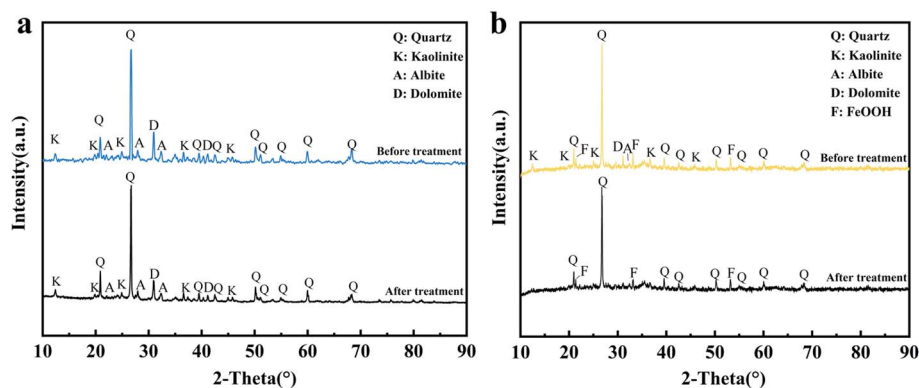 a
Q: Quartz
K: Kaolinite
A: Albite
D: Dolomite
Q
K
Q
K
A
K
A
D
A
K
Q
D
Q
K
Q
Q
Q
Q
Q
Before treatment
Q
K
Q
K
A
K
A
D
A
K
Q
D
Q
K
Q
Q
Q
Q
Q
After treatment
Intensity(a.u.)
10 20 30 40 50 60 70 80 90
2-Theta(°)
b
Q: Quartz
K: Kaolinite
A: Albite
D: Dolomite
F: FeOOH
Q
K
K
Q
F
K
D
A
F
K
Q
Q
K
Q
F
Q
Q
Q
Before treatment
Q
Q
F
F
Q
Q
Q
F
Q
Q
Q
After treatment
Intensity(a.u.)
10 20 30 40 50 60 70 80 90
2-Theta(°)